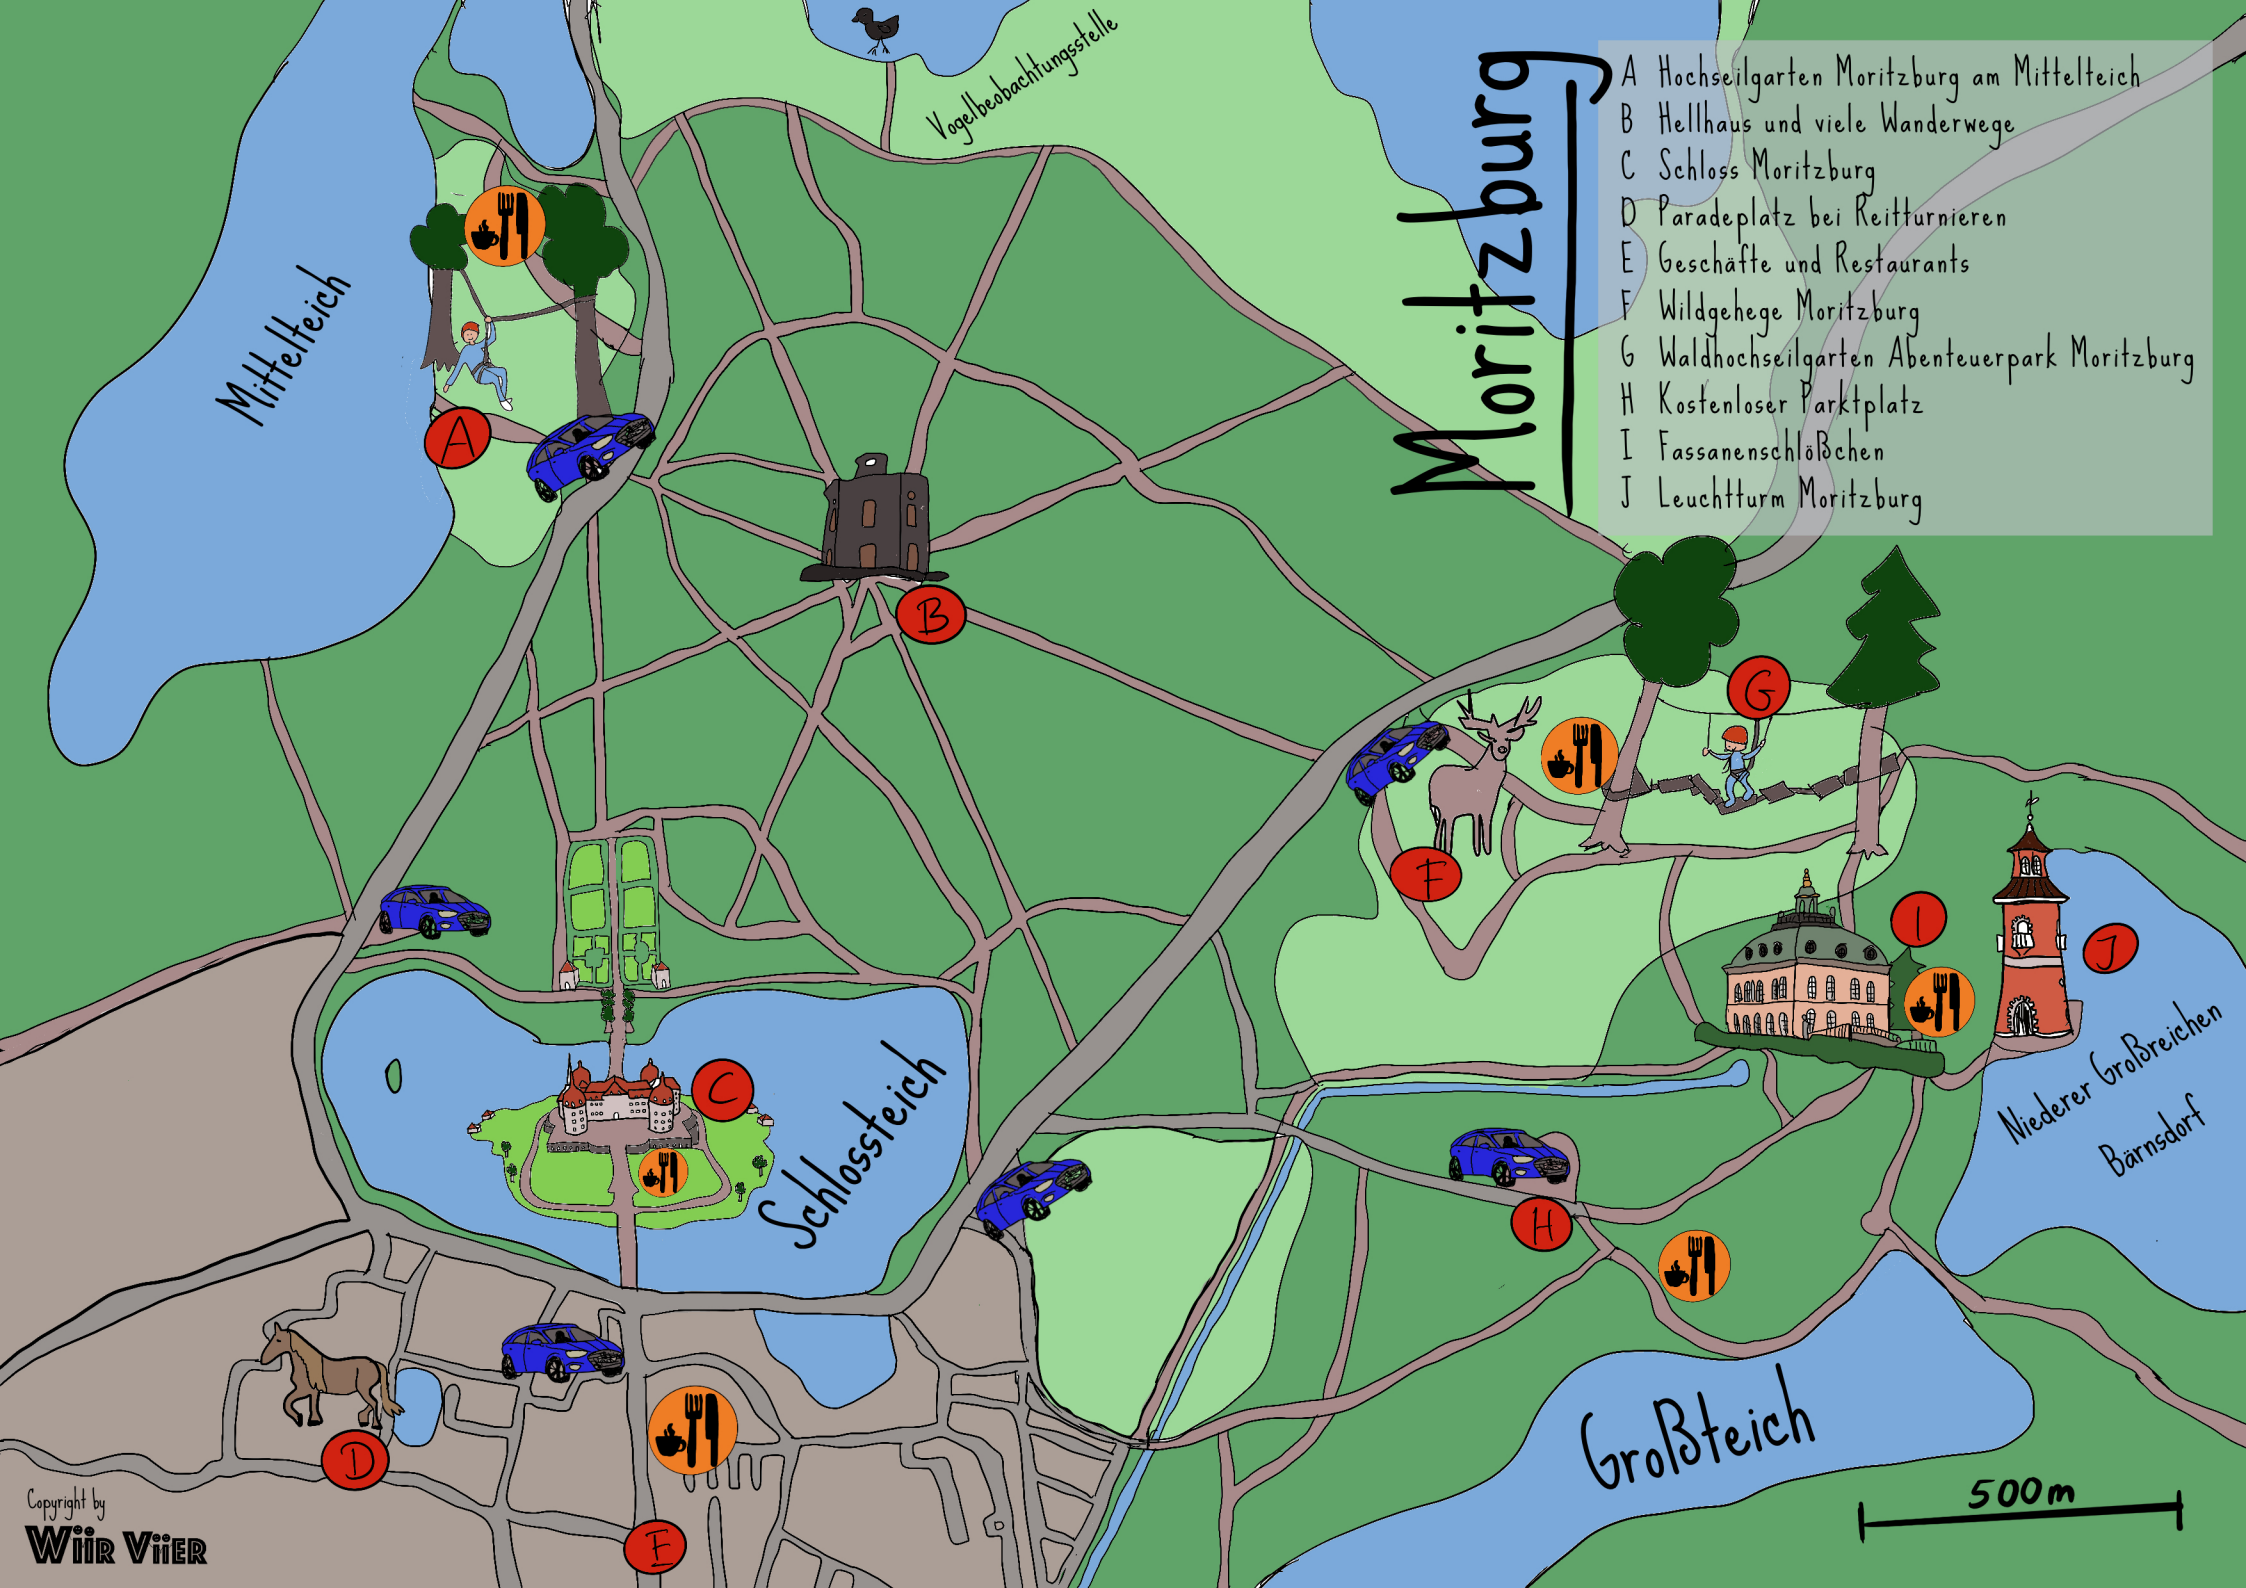 Moritzburg
A Hochseilgarten Moritzburg am Mittelteich
B Hellhaus und viele Wanderwege
C Schloss Moritzburg
D Paradeplatz bei Reitturnieren
E Geschäfte und Restaurants
F Wildgehege Moritzburg
G Waldhochseilgarten Abenteuerpark Moritzburg
H Kostenloser Parktplatz
I Fassanenschlößchen
J Leuchtturm Moritzburg
Vogelbeobachtungsstelle
Mittelteich
A
B
G
F
I
J
C
Schlossteich
Niederer Großreichen
Bärnsdorf
H
D
E
Großteich
500m
Copyright by
WiiR ViiER